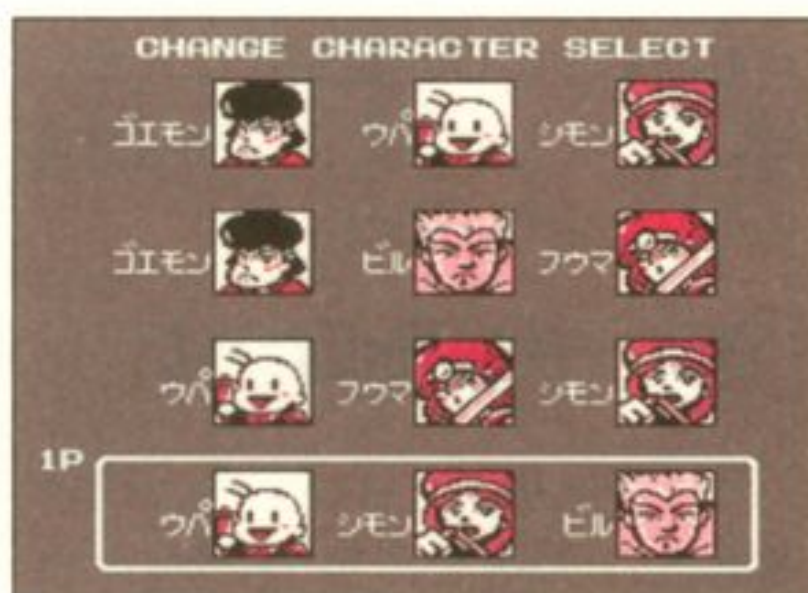 CHANGE CHARACTER SELECT
ゴエモン ウパ シモン
ゴエモン ビル フウマ
ウパ フウマ シモン
1P
ウパ シモン ビル